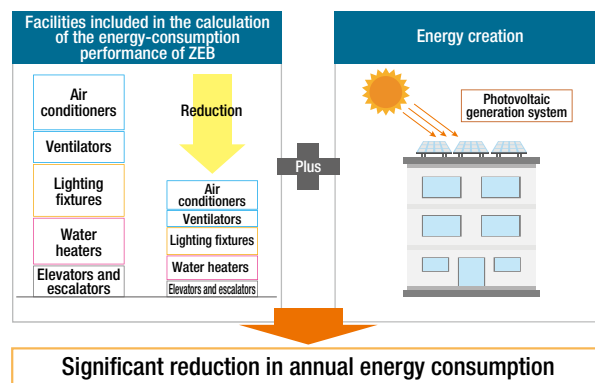 Facilities included in the calculation
of the energy-consumption
performance of ZEB
Air
conditioners
Ventilators
Lighting
fixtures
Water
heaters
Elevators and
escalators
Reduction
Air
conditioners
Ventilators
Lighting fixtures
Water heaters
Elevators and escalators
Plus
Energy creation
Photovoltaic
generation system
Significant reduction in annual energy consumption